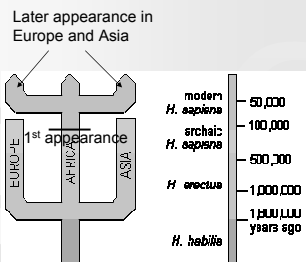 Later appearance in
Europe and Asia
1st appearance
EUROPE
AFRICA
ASIA
modern
H. sapiens
archaic
H. sapiens
H erectus
H. habilis
50,000
100,000
500,000
1,000,000
1,800,000
years ago